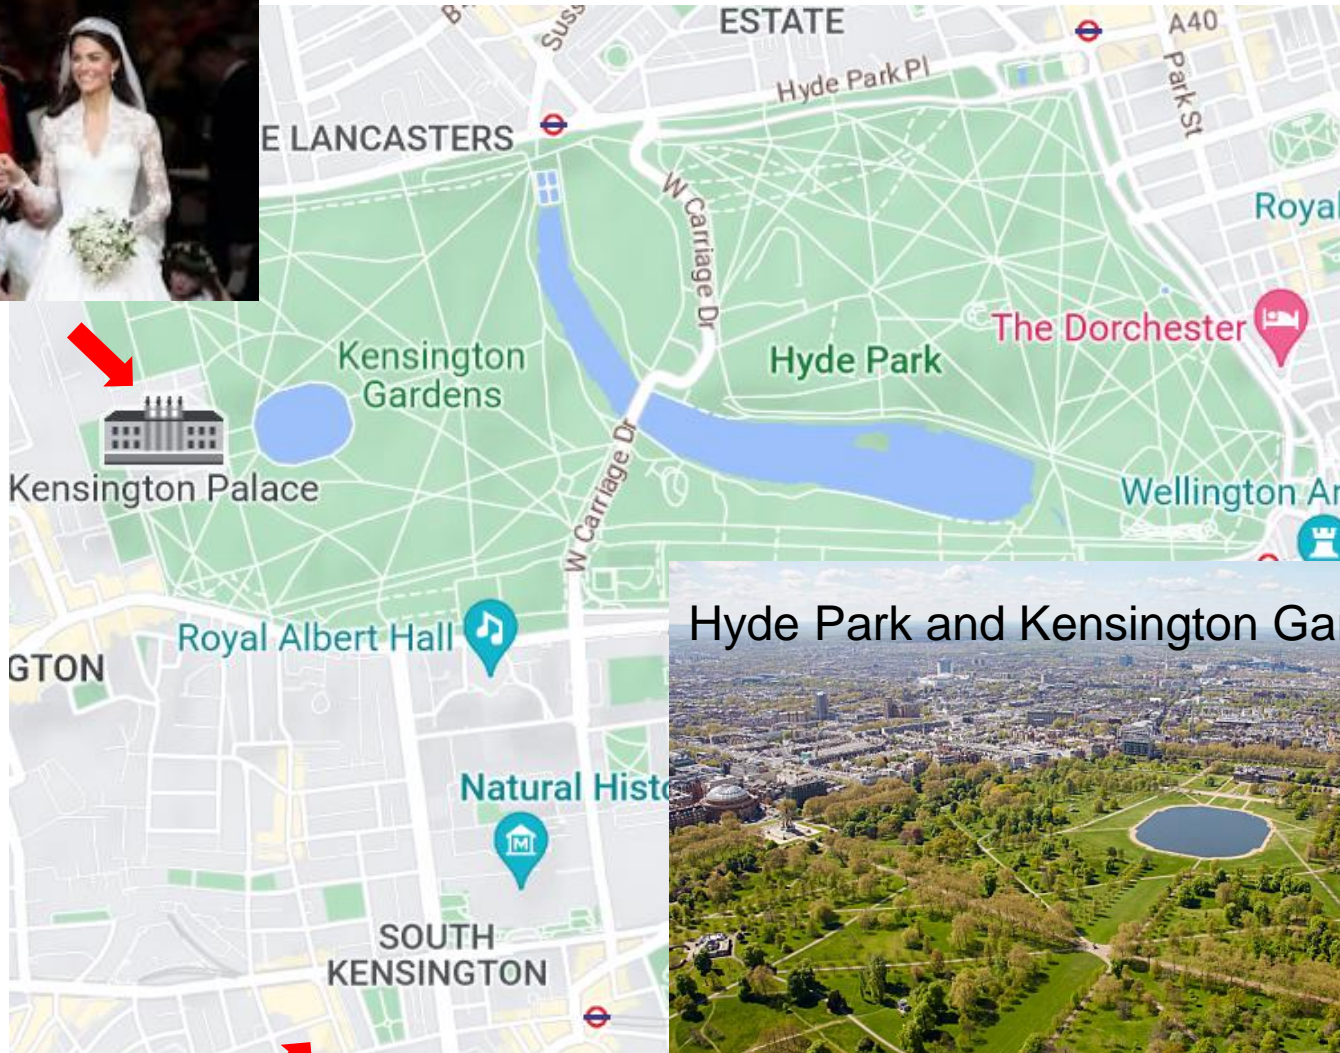 ESTATE
A40
Hyde Park Pl
Park St
E LANCASTERS
W Carriage Dr
Royal
The Dorchester
Kensington
Gardens
Hyde Park
Kensington Palace
W Carriage Dr
Wellington Ar
Royal Albert Hall
GTON
Hyde Park and Kensington Ga
Natural Histo
M
SOUTH
KENSINGTON